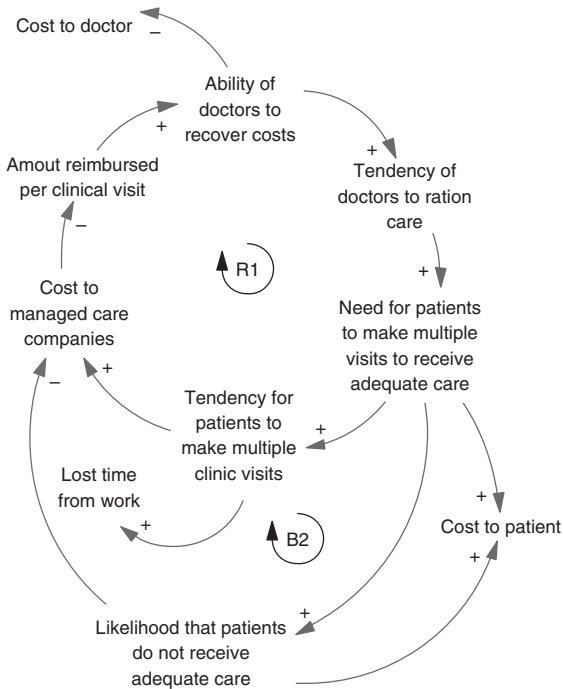 Cost to doctor
–
Ability of
doctors to
recover costs
+
+
Amout reimbursed
per clinical visit
Tendency of
doctors to ration
care
–
R1
+
Cost to
managed care
companies
Need for patients
to make multiple
visits to receive
adequate care
–
+
Tendency for
patients to
make multiple
clinic visits
+
Lost time
from work
+
B2
+
Cost to patient
+
+
Likelihood that patients
do not receive
adequate care